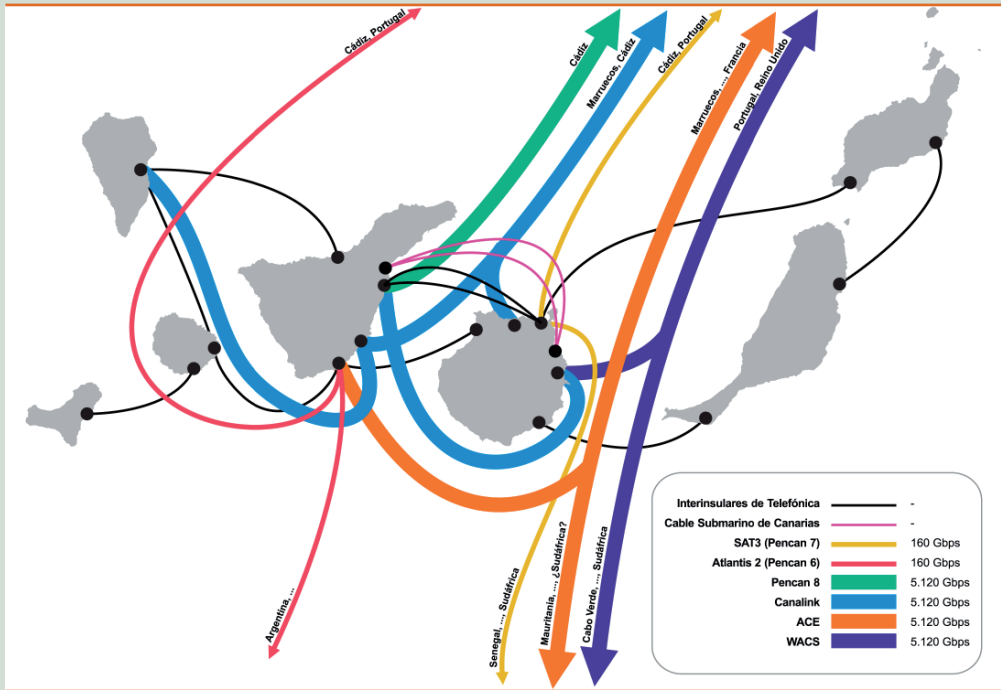 Cádiz, Portugal
Cádiz
Marruecos, Cádiz
Cádiz, Portugal
Marruecos, ..., Francia
Portugal, Reino Unido
Argentina, ...
Senegal, ..., Sudáfrica
Mauritania, ..., ¿Sudáfrica?
Cabo Verde, ..., Sudáfrica
Interinsulares de Telefónica -
Cable Submarino de Canarias -
SAT3 (Pencan 7) 160 Gbps
Atlantis 2 (Pencan 6) 160 Gbps
Pencan 8 5.120 Gbps
Canalink 5.120 Gbps
ACE 5.120 Gbps
WACS 5.120 Gbps